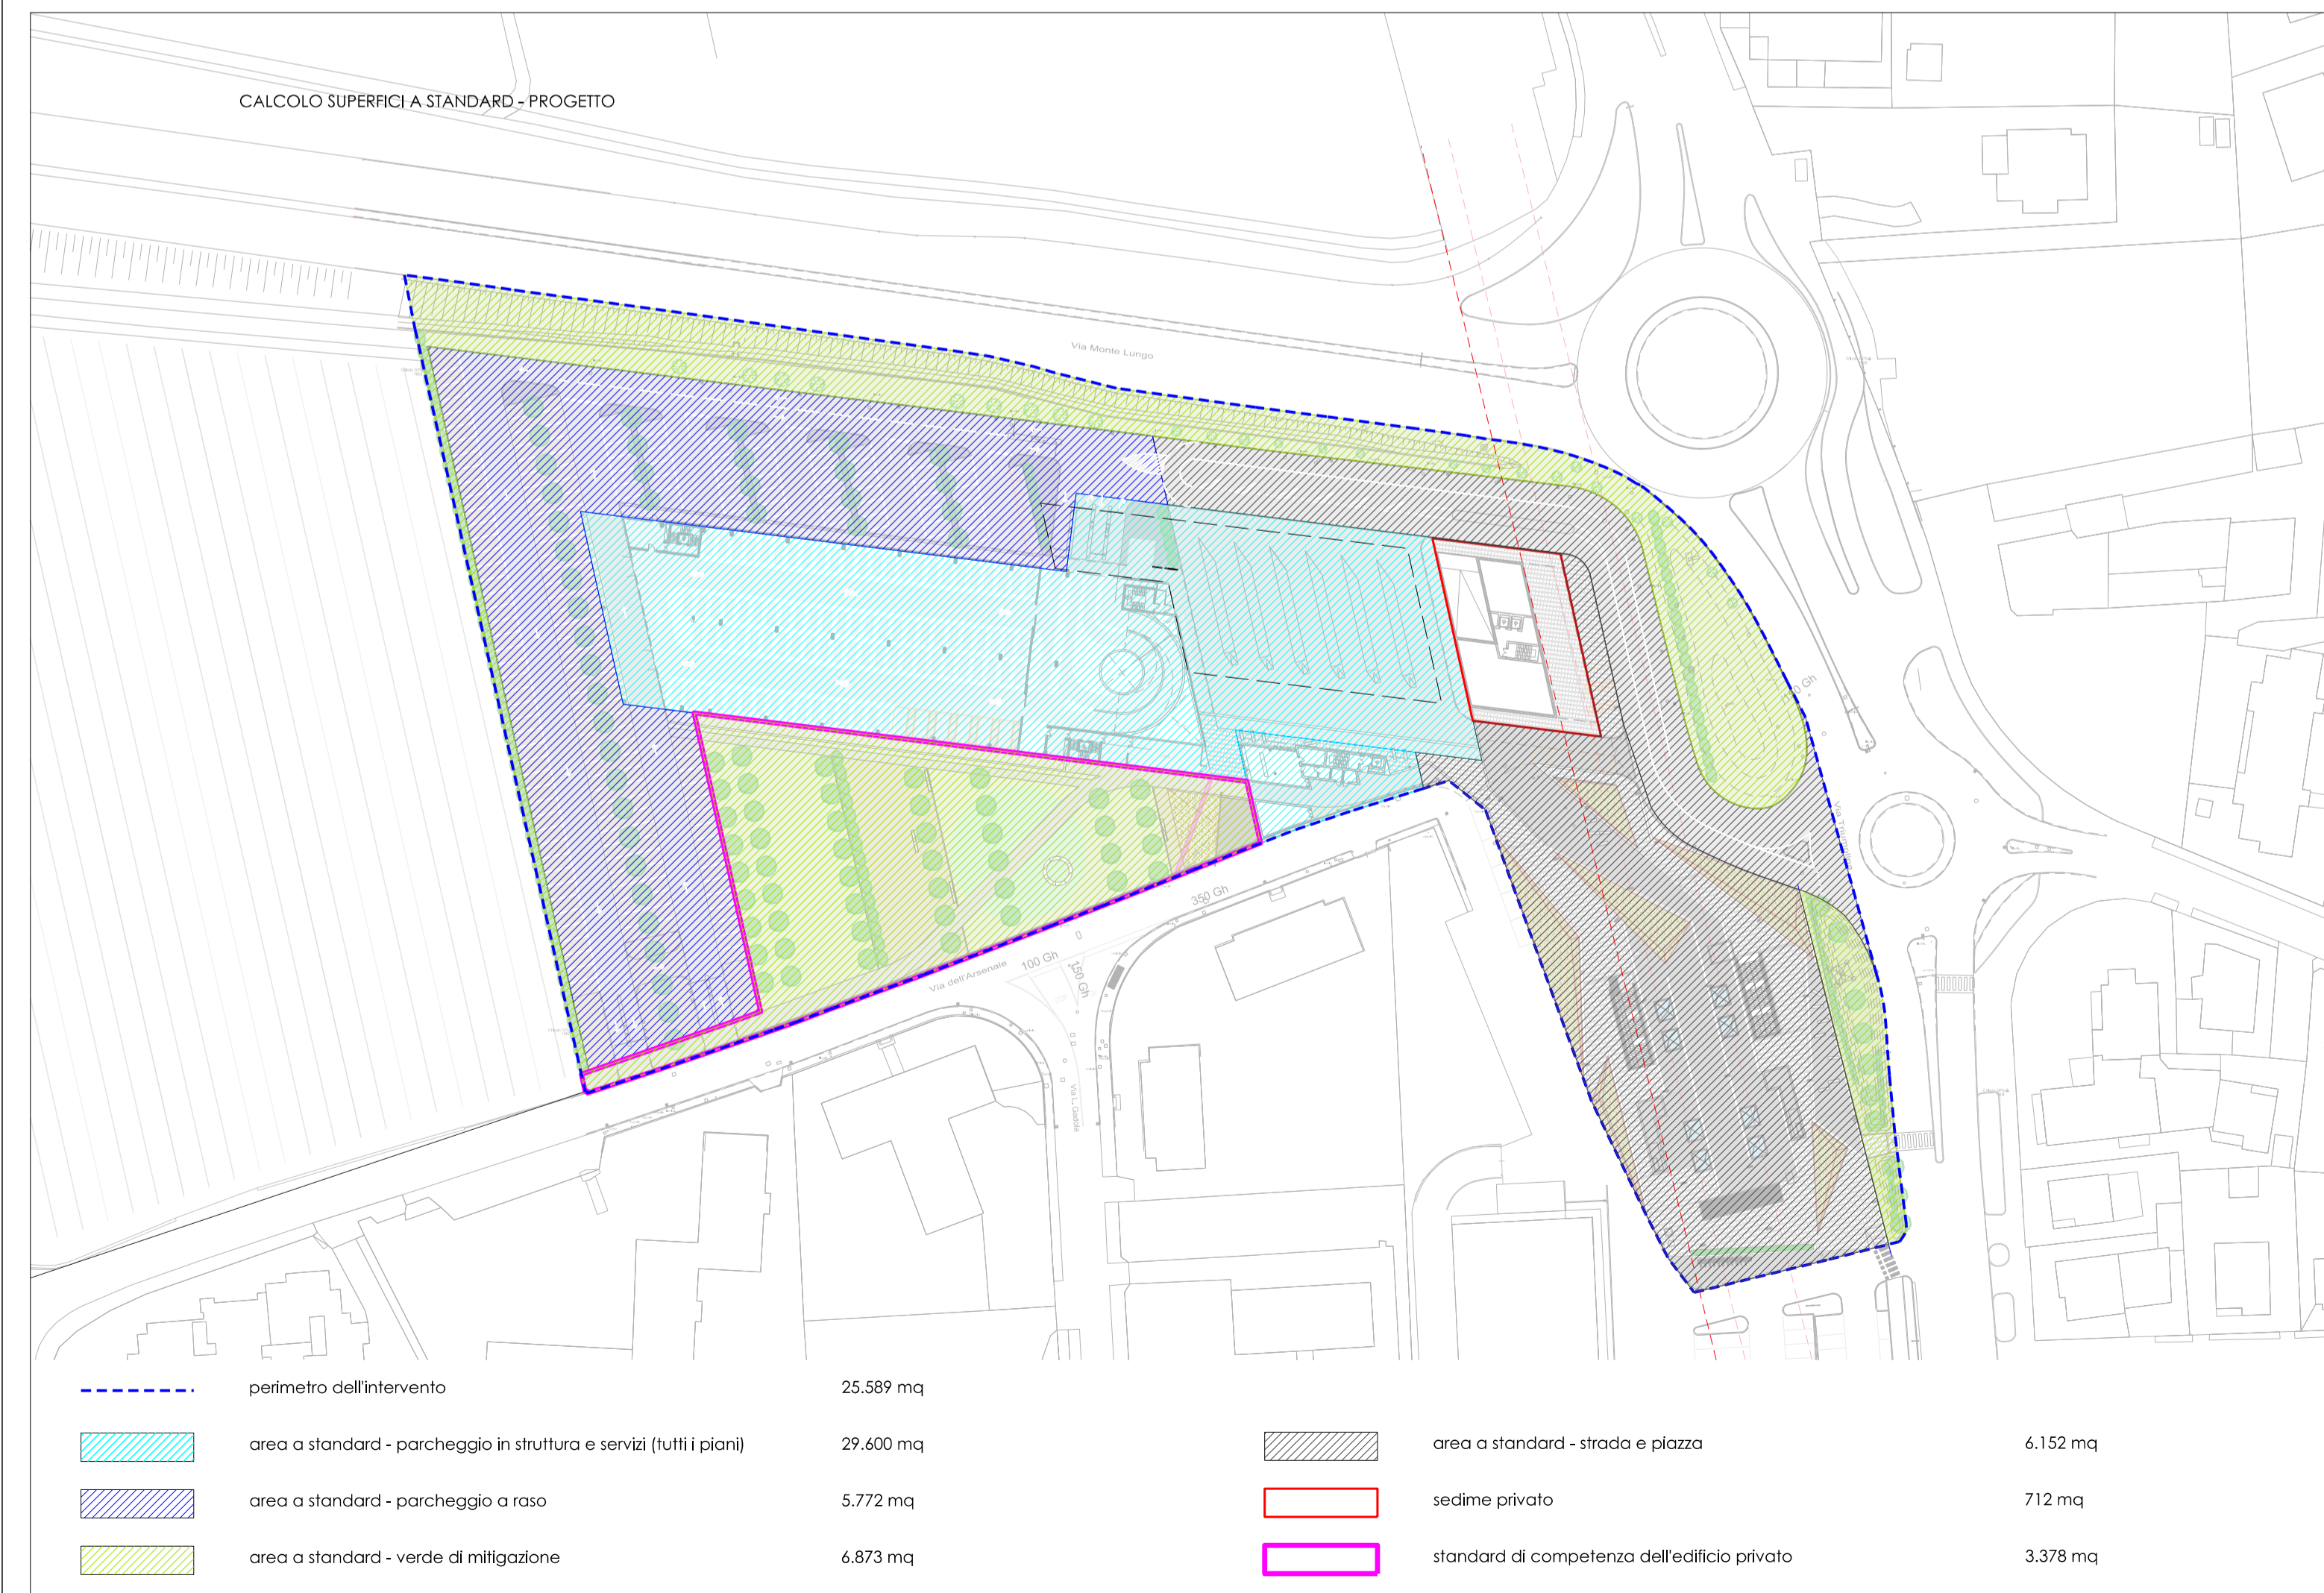 CALCOLO SUPERFICI A STANDARD - PROGETTO
Via Monte Lungo
350 Gh
Via dell'Arsenale
100 Gh
150 Gh
Via L. Gadola
perimetro dell'intervento 25.589 mq
area a standard - parcheggio in struttura e servizi (tutti i piani) 29.600 mq
area a standard - strada e piazza 6.152 mq
area a standard - parcheggio a raso 5.772 mq
sedime privato 712 mq
area a standard - verde di mitigazione 6.873 mq
standard di competenza dell'edificio privato 3.378 mq